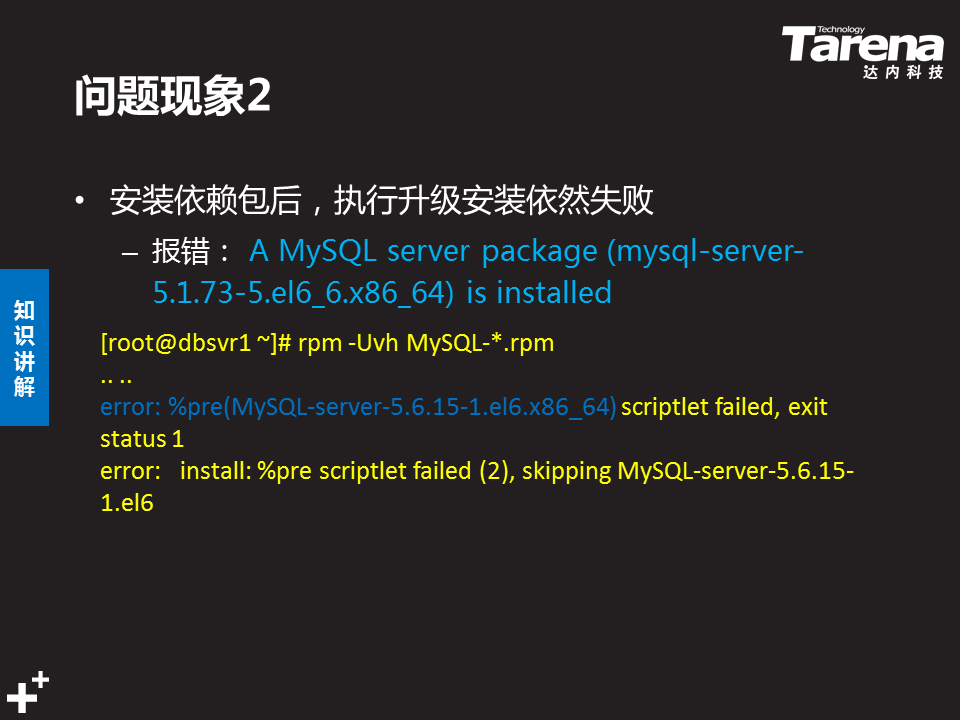 Technology
Tarena
达内科技
问题现象2
• 安装依赖包后，执行升级安装依然失败
– 报错： A MySQL server package (mysql-server-
5.1.73-5.el6_6.x86_64) is installed
知识讲解
[root@dbsvr1 ~]# rpm -Uvh MySQL-*.rpm
.. ..
error: %pre(MySQL-server-5.6.15-1.el6.x86_64) scriptlet failed, exit
status 1
error: install: %pre scriptlet failed (2), skipping MySQL-server-5.6.15-
1.el6